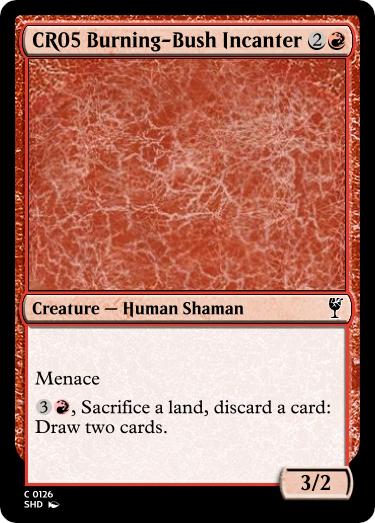 CR05 Burning-Bush Incanter 2
Creature — Human Shaman
Menace
3, Sacrifice a land, discard a card:
Draw two cards.
3/2
C 0126
SHD